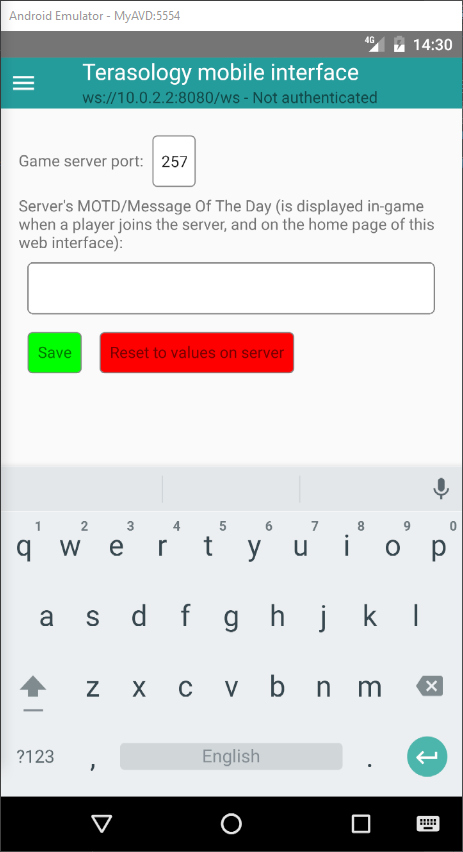 Android Emulator - MyAVD:5554
4G 14:30
Terasology mobile interface
ws://10.0.2.2:8080/ws - Not authenticated
Game server port: 257
Server's MOTD/Message Of The Day (is displayed in-game
when a player joins the server, and on the home page of this
web interface):
Save Reset to values on server
1 2 3 4 5 6 7 8 9 0
q w e r t y u i o p
a s d f g h j k l
z x c v b n m
?123 , English .